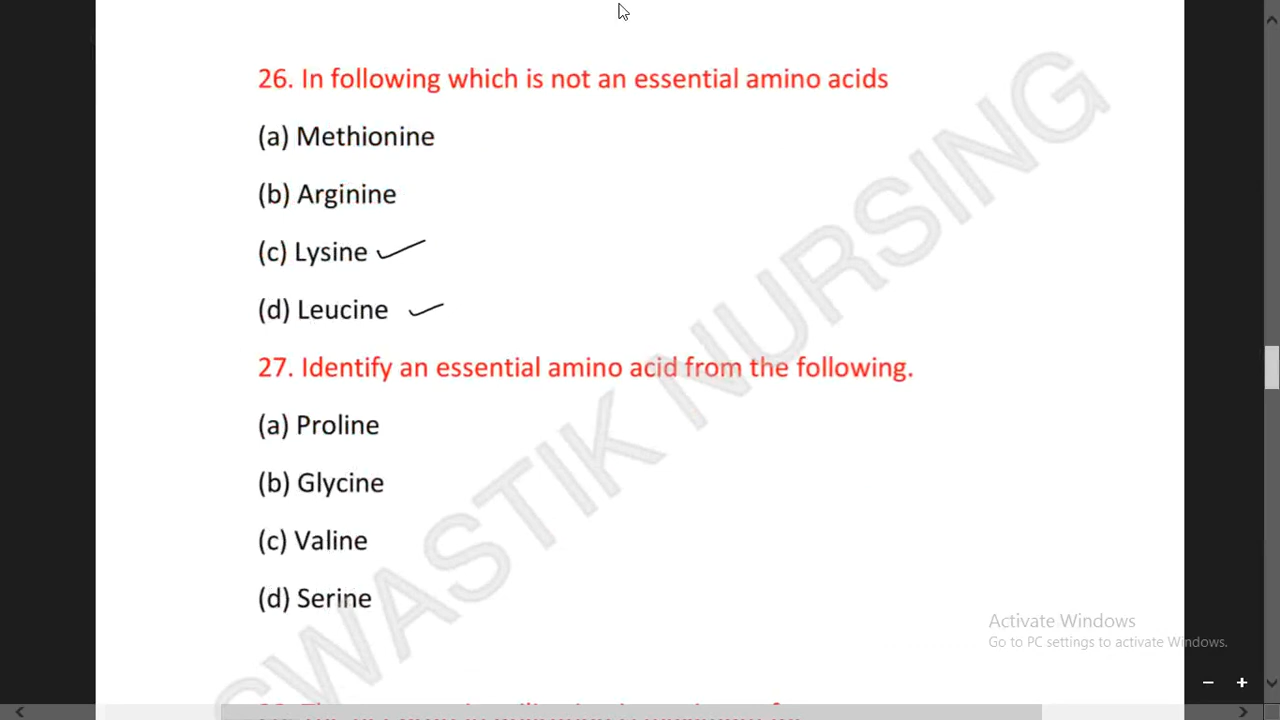 26. In following which is not an essential amino acids
(a) Methionine
(b) Arginine
(c) Lysine
(d) Leucine
27. Identify an essential amino acid from the following.
(a) Proline
(b) Glycine
(c) Valine
(d) Serine
SWASTIK NURSING
Activate Windows
Go to PC settings to activate Windows.